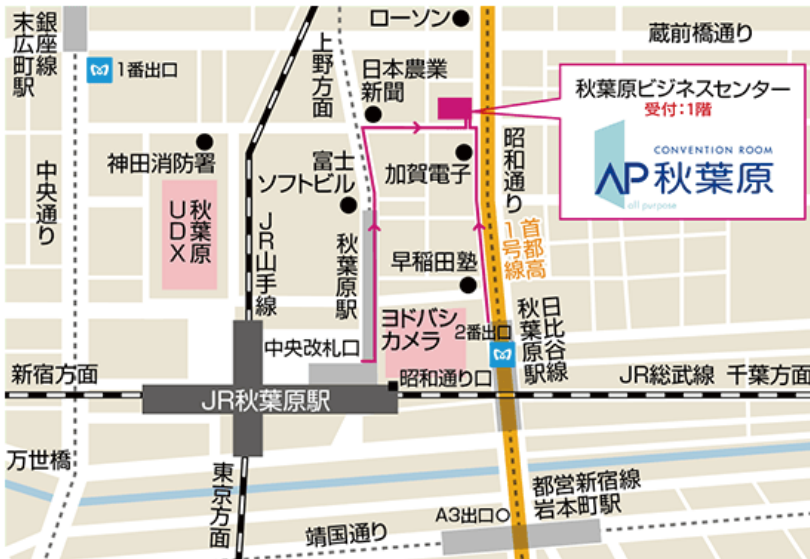 銀座線
末広町駅
1番出口
中央通り
神田消防署
秋葉原
UDX
JR山手線
上野方面
ローソン
日本農業
新聞
富士
ソフトビル
秋葉原駅
加賀電子
早稲田塾
ヨドバシ
カメラ
2番出口
中央改札口
昭和通り口
蔵前橋通り
秋葉原ビジネスセンター
受付:1階
CONVENTION ROOM
AP秋葉原
all purpose
昭和通り
首都高
1号線
日比谷線
秋葉原駅
新宿方面
JR秋葉原駅
JR総武線 千葉方面
万世橋
東京方面
靖国通り
A3出口
都営新宿線
岩本町駅